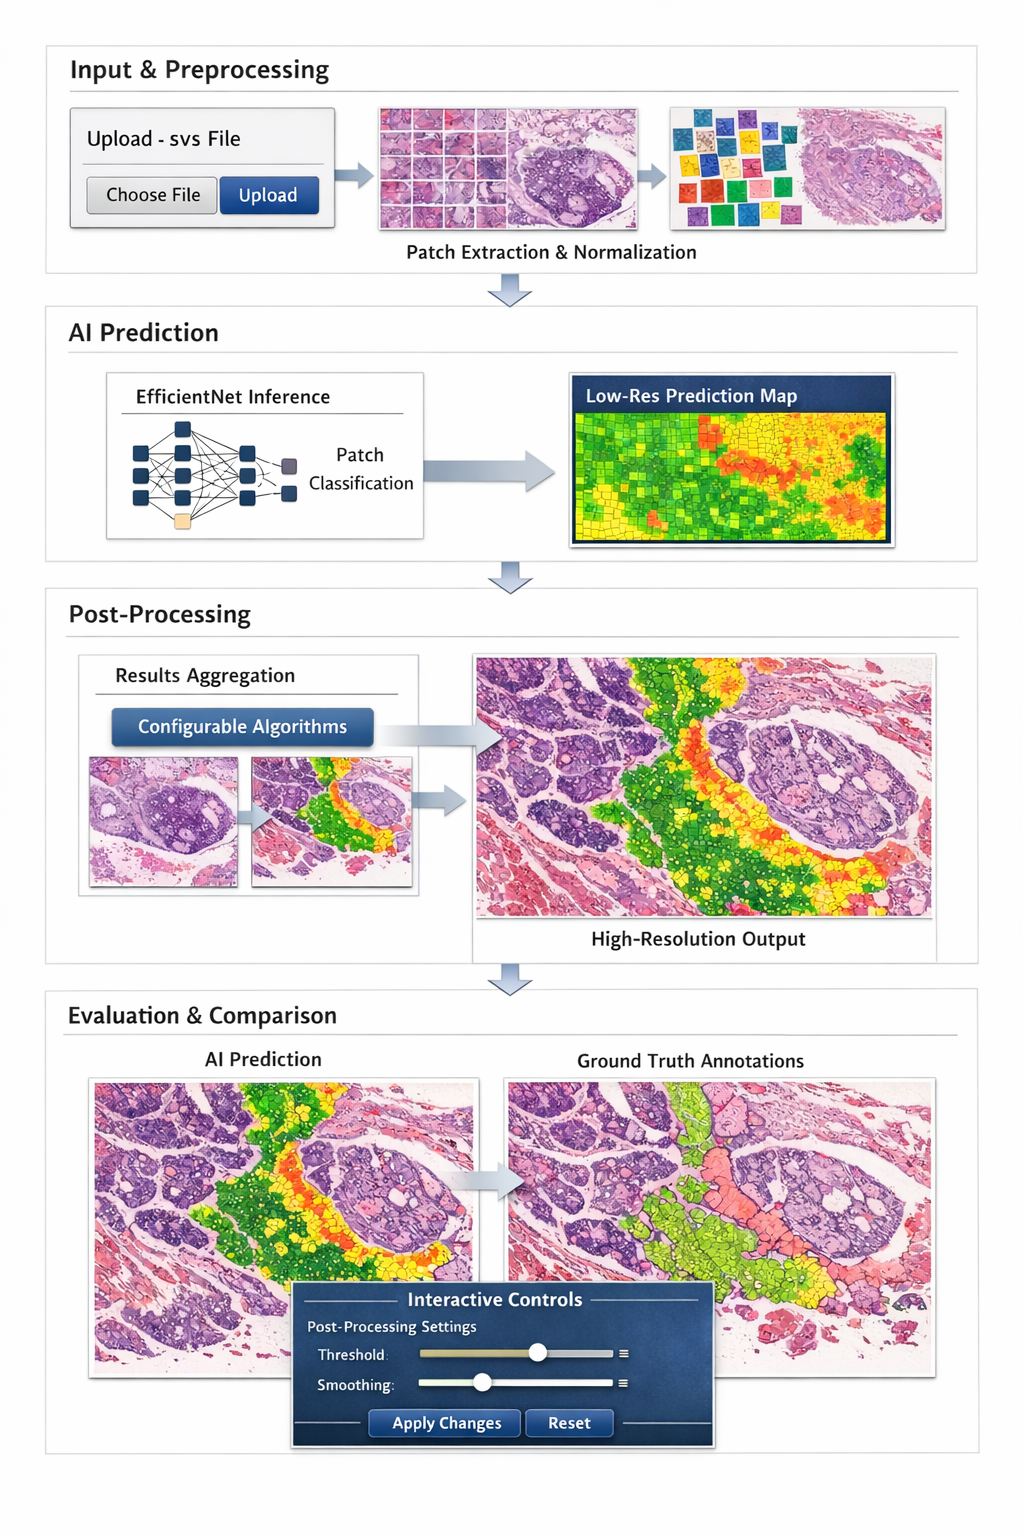 Input & Preprocessing
Upload - svs File
Choose File
Upload
Patch Extraction & Normalization
AI Prediction
EfficientNet Inference
Patch
Classification
Low-Res Prediction Map
Post-Processing
Results Aggregation
Configurable Algorithms
High-Resolution Output
Evaluation & Comparison
AI Prediction
Ground Truth Annotations
Interactive Controls
Post-Processing Settings
Threshold:
Smoothing:
Apply Changes
Reset